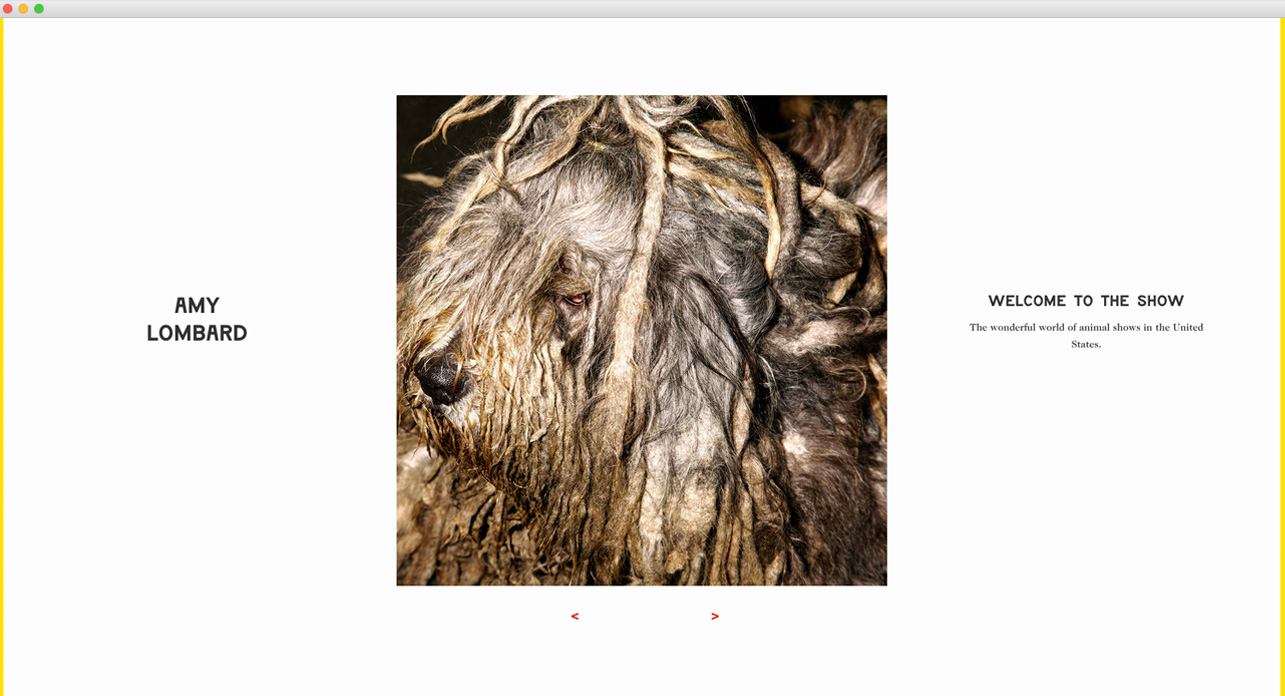 AMY
LOMBARD
WELCOME TO THE SHOW
The wonderful world of animal shows in the United
States.
< >